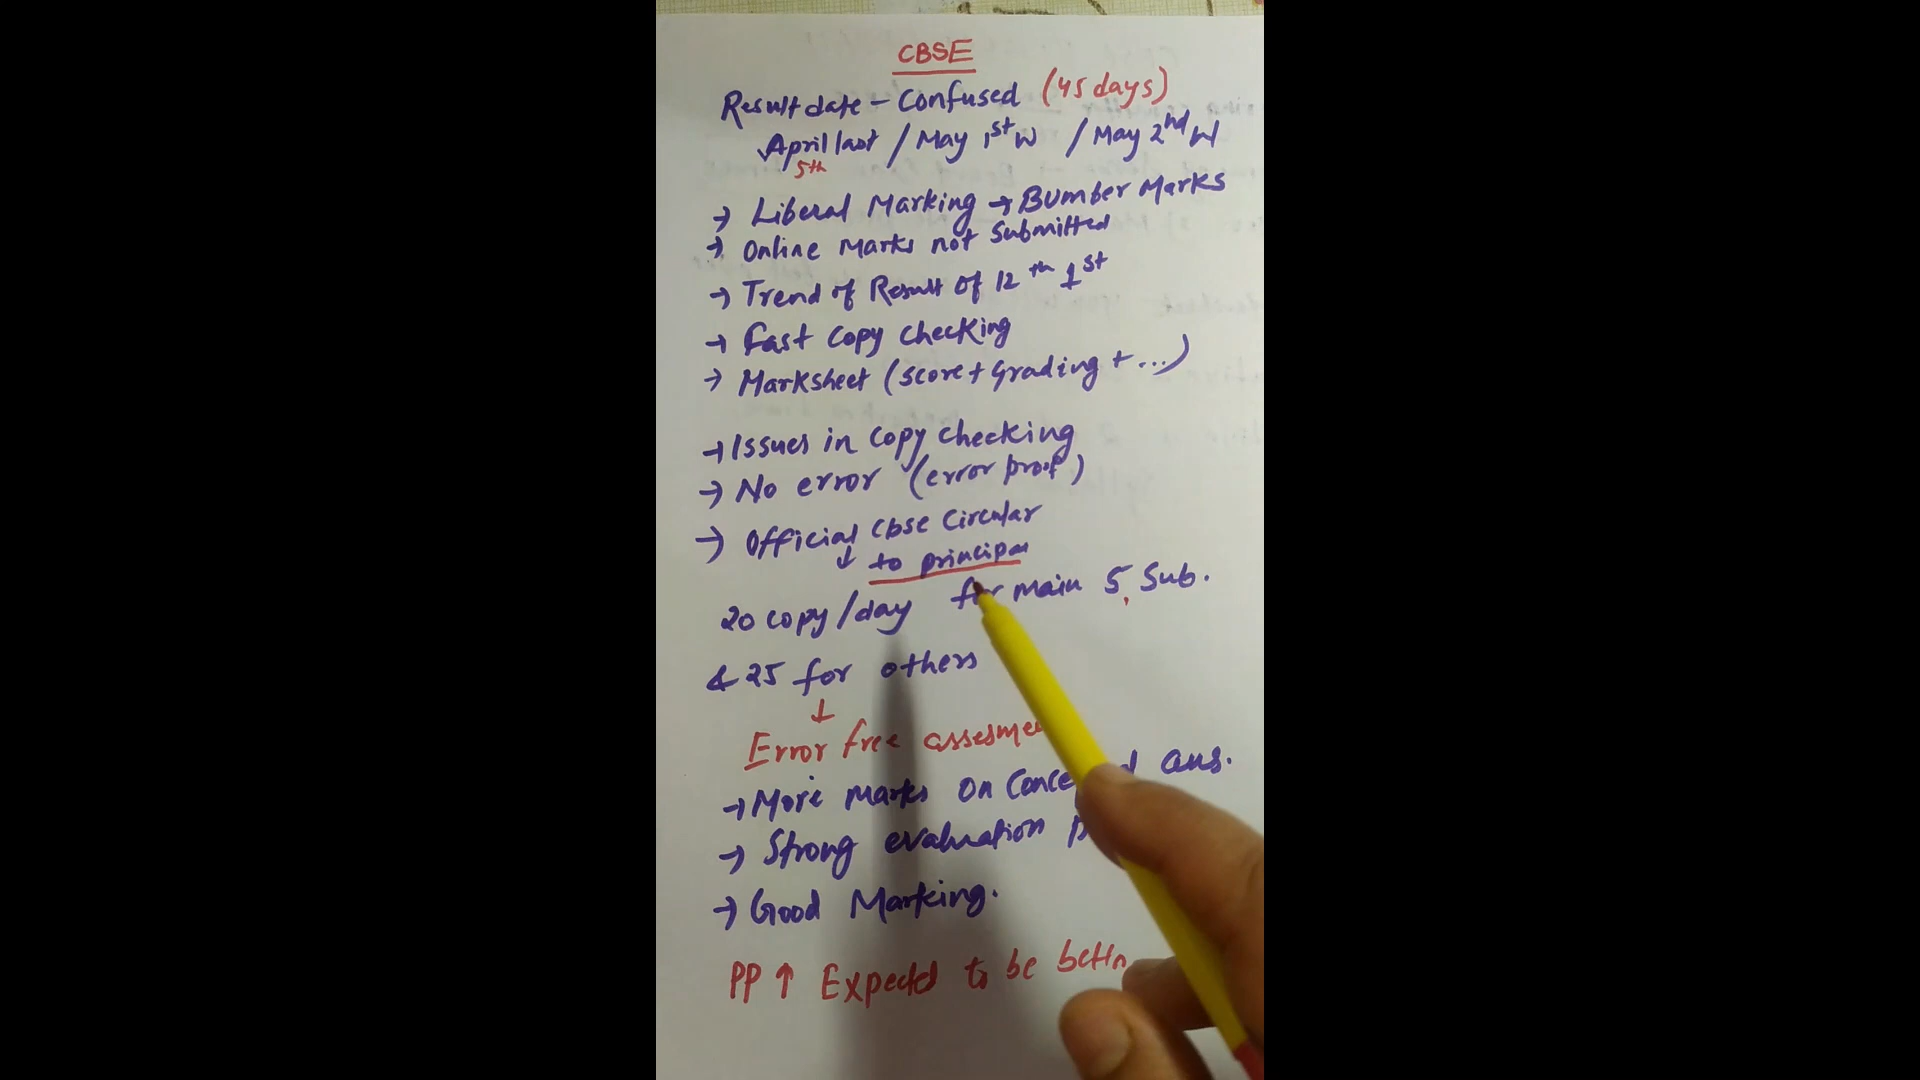 CBSE
Result date - Confused (45 days)
April last / May 1st W / May 2nd W
5th
→ Liberal Marking → Bumber Marks
→ Online Marks not Submitted
→ Trend of Result of 12th 1st
→ Fast Copy checking
→ Marksheet (score + Grading + ...)
→ Issues in Copy checking
→ No error (error proof)
→ Official Cbse Circular
↓ to principal
20 copy/day for main 5 Sub.
& 25 for others
↓
Error free
→ More marks on ans.
→ Strong evaluation
→ Good Marking.
PP ↑ Expected to be